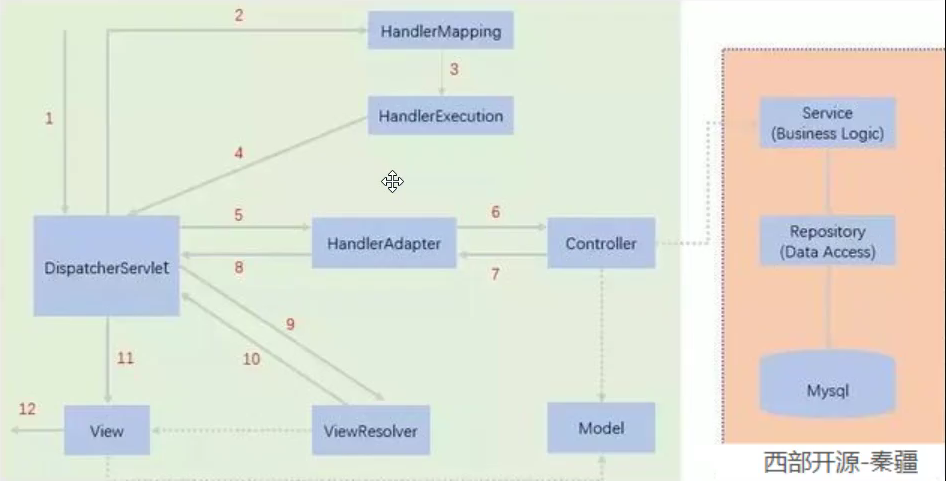 2
HandlerMapping
1
3
HandlerExecution
4
Service
(Business Logic)
5
6
DispatcherServlet
HandlerAdapter
Controller
Repository
(Data Access)
8
7
9
10
11
12
View
ViewResolver
Model
Mysql
西部开源-秦疆